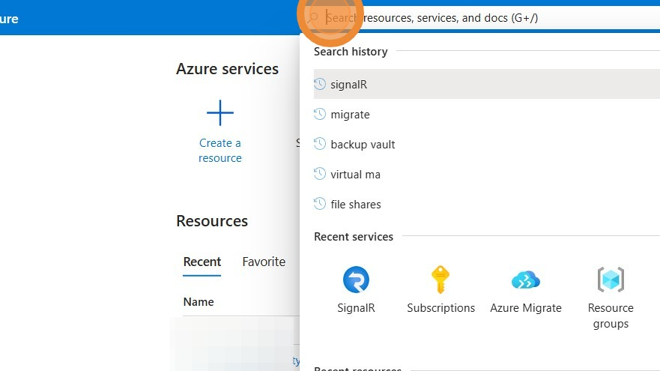 ure
Search resources, services, and docs (G+/)
Search history
Azure services
signalR
migrate
Create a
resource
S
backup vault
virtual ma
file shares
Resources
Recent services
Recent
Favorite
Name
SignalR
Subscriptions
Azure Migrate
Resource
groups
ty
Recent resources